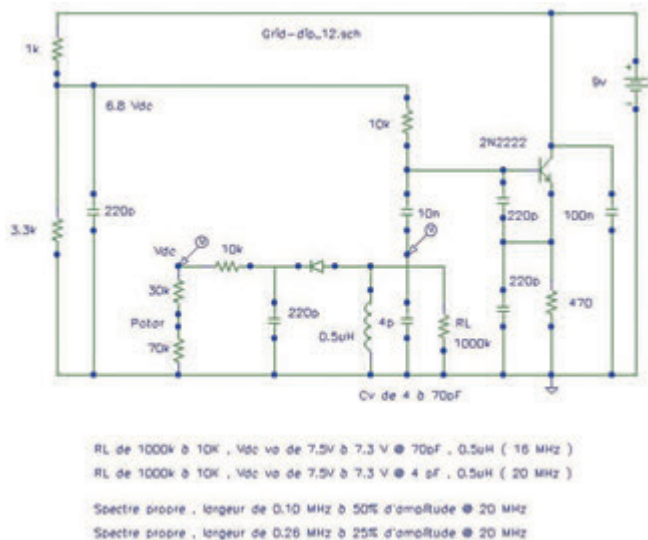 Grid-dip_12.sch
1k
6.8 Vdc
9v
10k
2N2222
3.3k
220p
10n
220p
100n
Vdc
V
10k
V
30k
220p
470
220p
4p
RL
Potar
0.5uH
1000k
70k
Cv de 4 à 70pF
RL de 1000k à 10K , Vdc va de 7.5V à 7.3 V @ 70pF , 0.5uH ( 16 MHz )
RL de 1000k à 10K , Vdc va de 7.5V à 7.3 V @ 4 pF , 0.5uH ( 20 MHz )
Spectre propre , largeur de 0.10 MHz à 50% d'amplitude @ 20 MHz
Spectre propre , largeur de 0.26 MHz à 25% d'amplitude @ 20 MHz